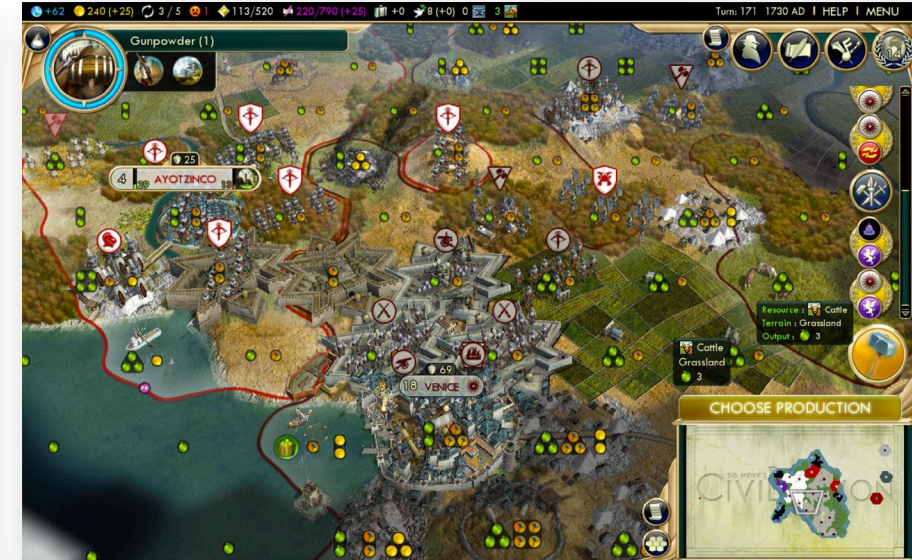 +62 240 (+25) 3 / 5 1 113/520 220/790 (+25) +0 8 (+0) 0 3 Turn: 171 1730 AD | HELP | MENU
Gunpowder (1)
25
4 AYOTZINCO
Resource : Cattle
Terrain : Grassland
Output : 3
Cattle
Grassland
3
69
18 VENICE
CHOOSE PRODUCTION
SID MEIER'S